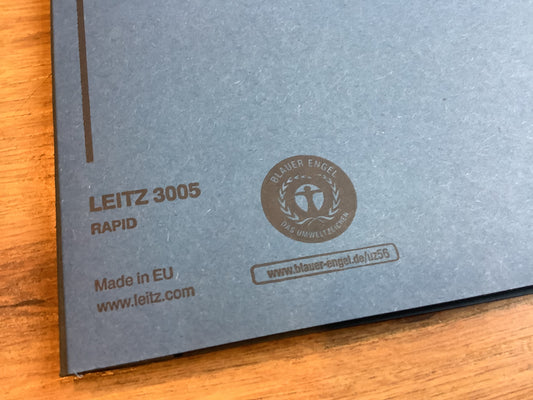 LEITZ 3005
RAPID
Made in EU
www.leitz.com
BLAUER ENGEL
DAS UMWELTZEICHEN
www.blauer-engel.de/uz56